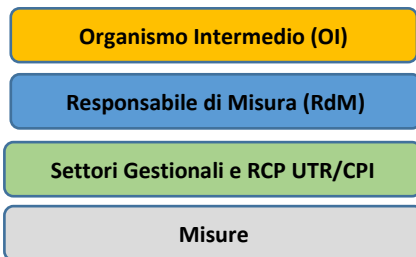 Organismo Intermedio (OI)
Responsabile di Misura (RdM)
Settori Gestionali e RCP UTR/CPI
Misure